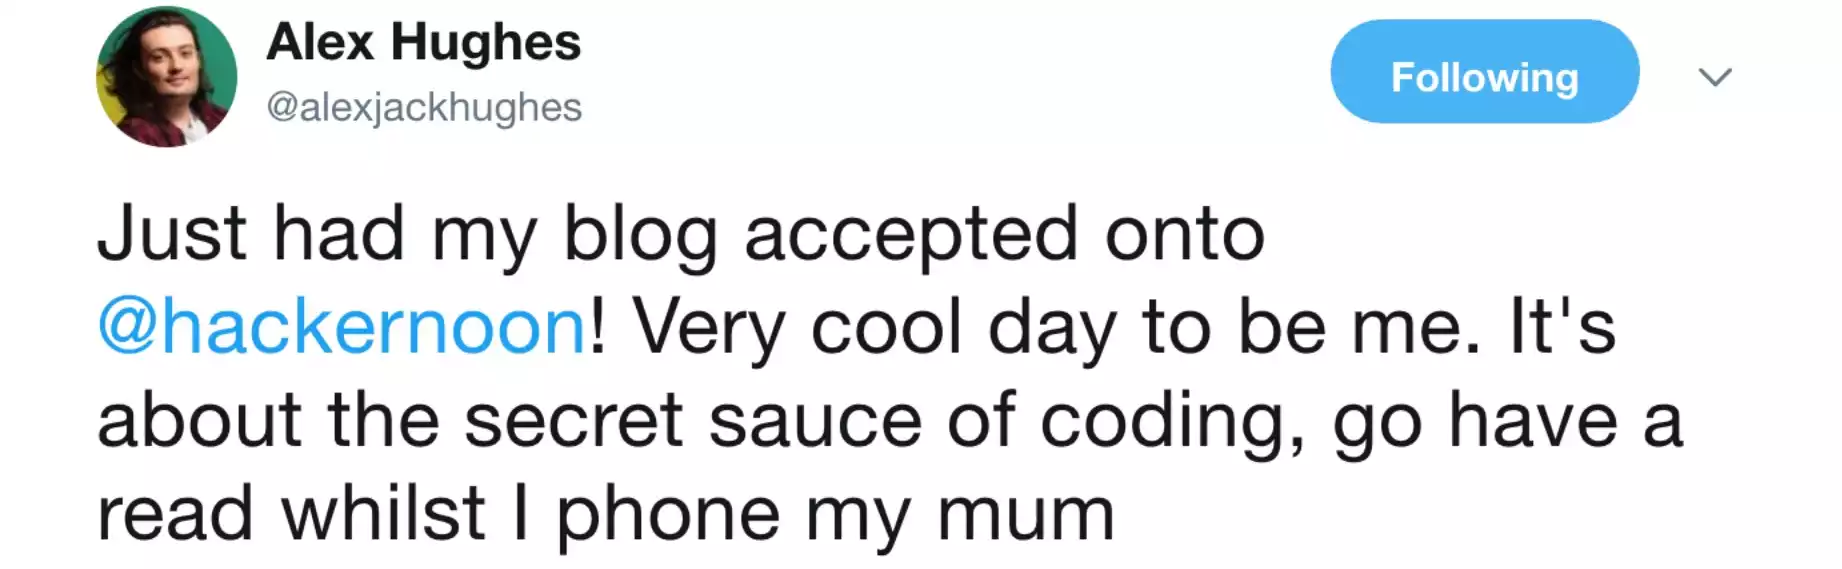 Alex Hughes
@alexjackhughes
Following
Just had my blog accepted onto
@hackernoon! Very cool day to be me. It's
about the secret sauce of coding, go have a
read whilst I phone my mum